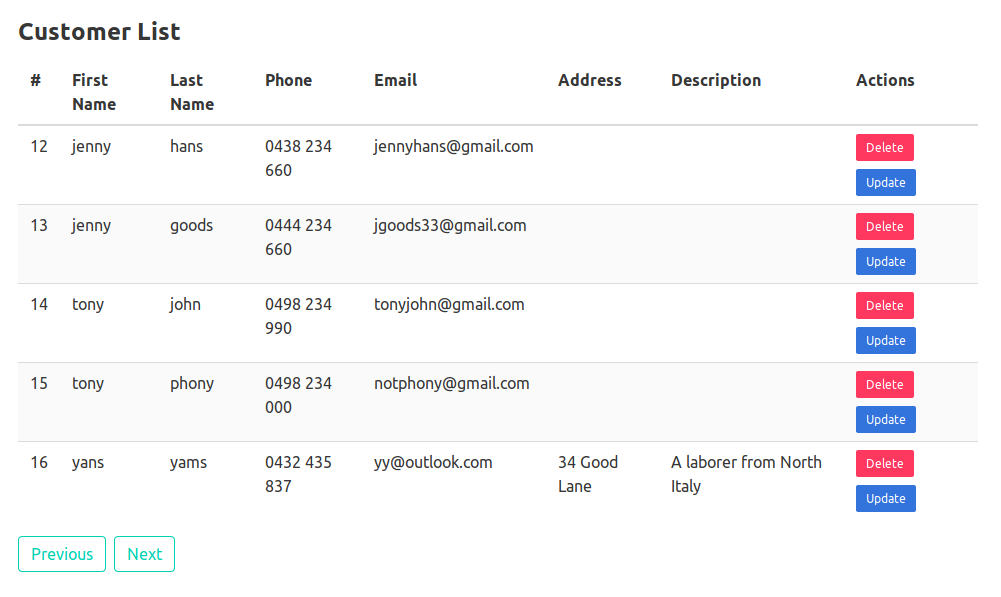 Customer List
# First Name Last Name Phone Email Address Description Actions
12 jenny hans 0438 234 660 jennyhans@gmail.com Delete Update
13 jenny goods 0444 234 660 jgoods33@gmail.com Delete Update
14 tony john 0498 234 990 tonyjohn@gmail.com Delete Update
15 tony phony 0498 234 000 notphony@gmail.com Delete Update
16 yans yams 0432 435 837 yy@outlook.com 34 Good Lane A laborer from North Italy Delete Update
Previous Next